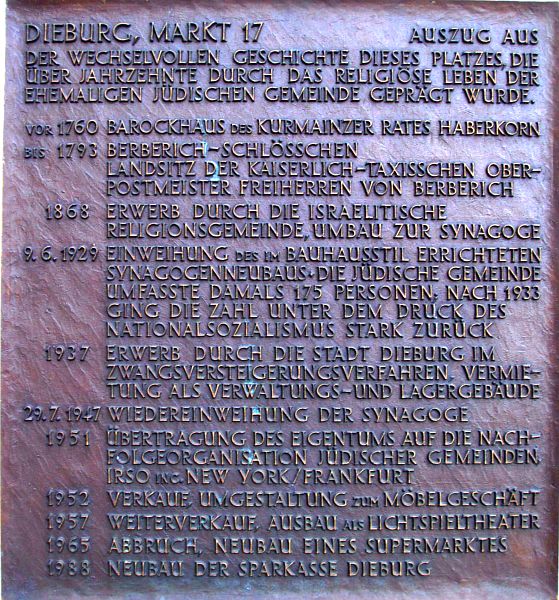 DIEBURG, MARKT 17 AUSZUG AUS
DER WECHSELVOLLEN GESCHICHTE DIESES PLATZES, DIE
ÜBER JAHRZEHNTE DURCH DAS RELIGIÖSE LEBEN DER
EHEMALIGEN JÜDISCHEN GEMEINDE GEPRÄGT WURDE.
VOR 1760 BAROCKHAUS DES KURMAINZER RATES HABERKORN
BIS 1793 BERBERICH-SCHLÖSSCHEN
LANDSITZ DER KAISERLICH-TAXISSCHEN OBER-
POSTMEISTER FREIHERREN VON BERBERICH
1868 ERWERB DURCH DIE ISRAELITISCHE
RELIGIONSGEMEINDE, UMBAU ZUR SYNAGOGE
9.6.1929 EINWEIHUNG DES IM BAUHAUSSTIL ERRICHTETEN
SYNAGOGENNEUBAUS. DIE JÜDISCHE GEMEINDE
UMFASSTE DAMALS 175 PERSONEN, NACH 1933
GING DIE ZAHL UNTER DEM DRUCK DES
NATIONALSOZIALISMUS STARK ZURÜCK
1937 ERWERB DURCH DIE STADT DIEBURG IM
ZWANGSVERSTEIGERUNGSVERFAHREN, VERMIE-
TUNG ALS VERWALTUNGS-UND LAGERGEBÄUDE
29.7.1947 WIEDEREINWEIHUNG DER SYNAGOGE
1951 ÜBERTRAGUNG DES EIGENTUMS AUF DIE NACH-
FOLGEORGANISATION JÜDISCHER GEMEINDEN,
IRSO INC. NEW YORK/FRANKFURT
1952 VERKAUF, UMGESTALTUNG ZUM MÖBELGESCHÄFT
1957 WEITERVERKAUF, AUSBAU ALS LICHTSPIELTHEATER
1965 ABBRUCH, NEUBAU EINES SUPERMARKTES
1988 NEUBAU DER SPARKASSE DIEBURG